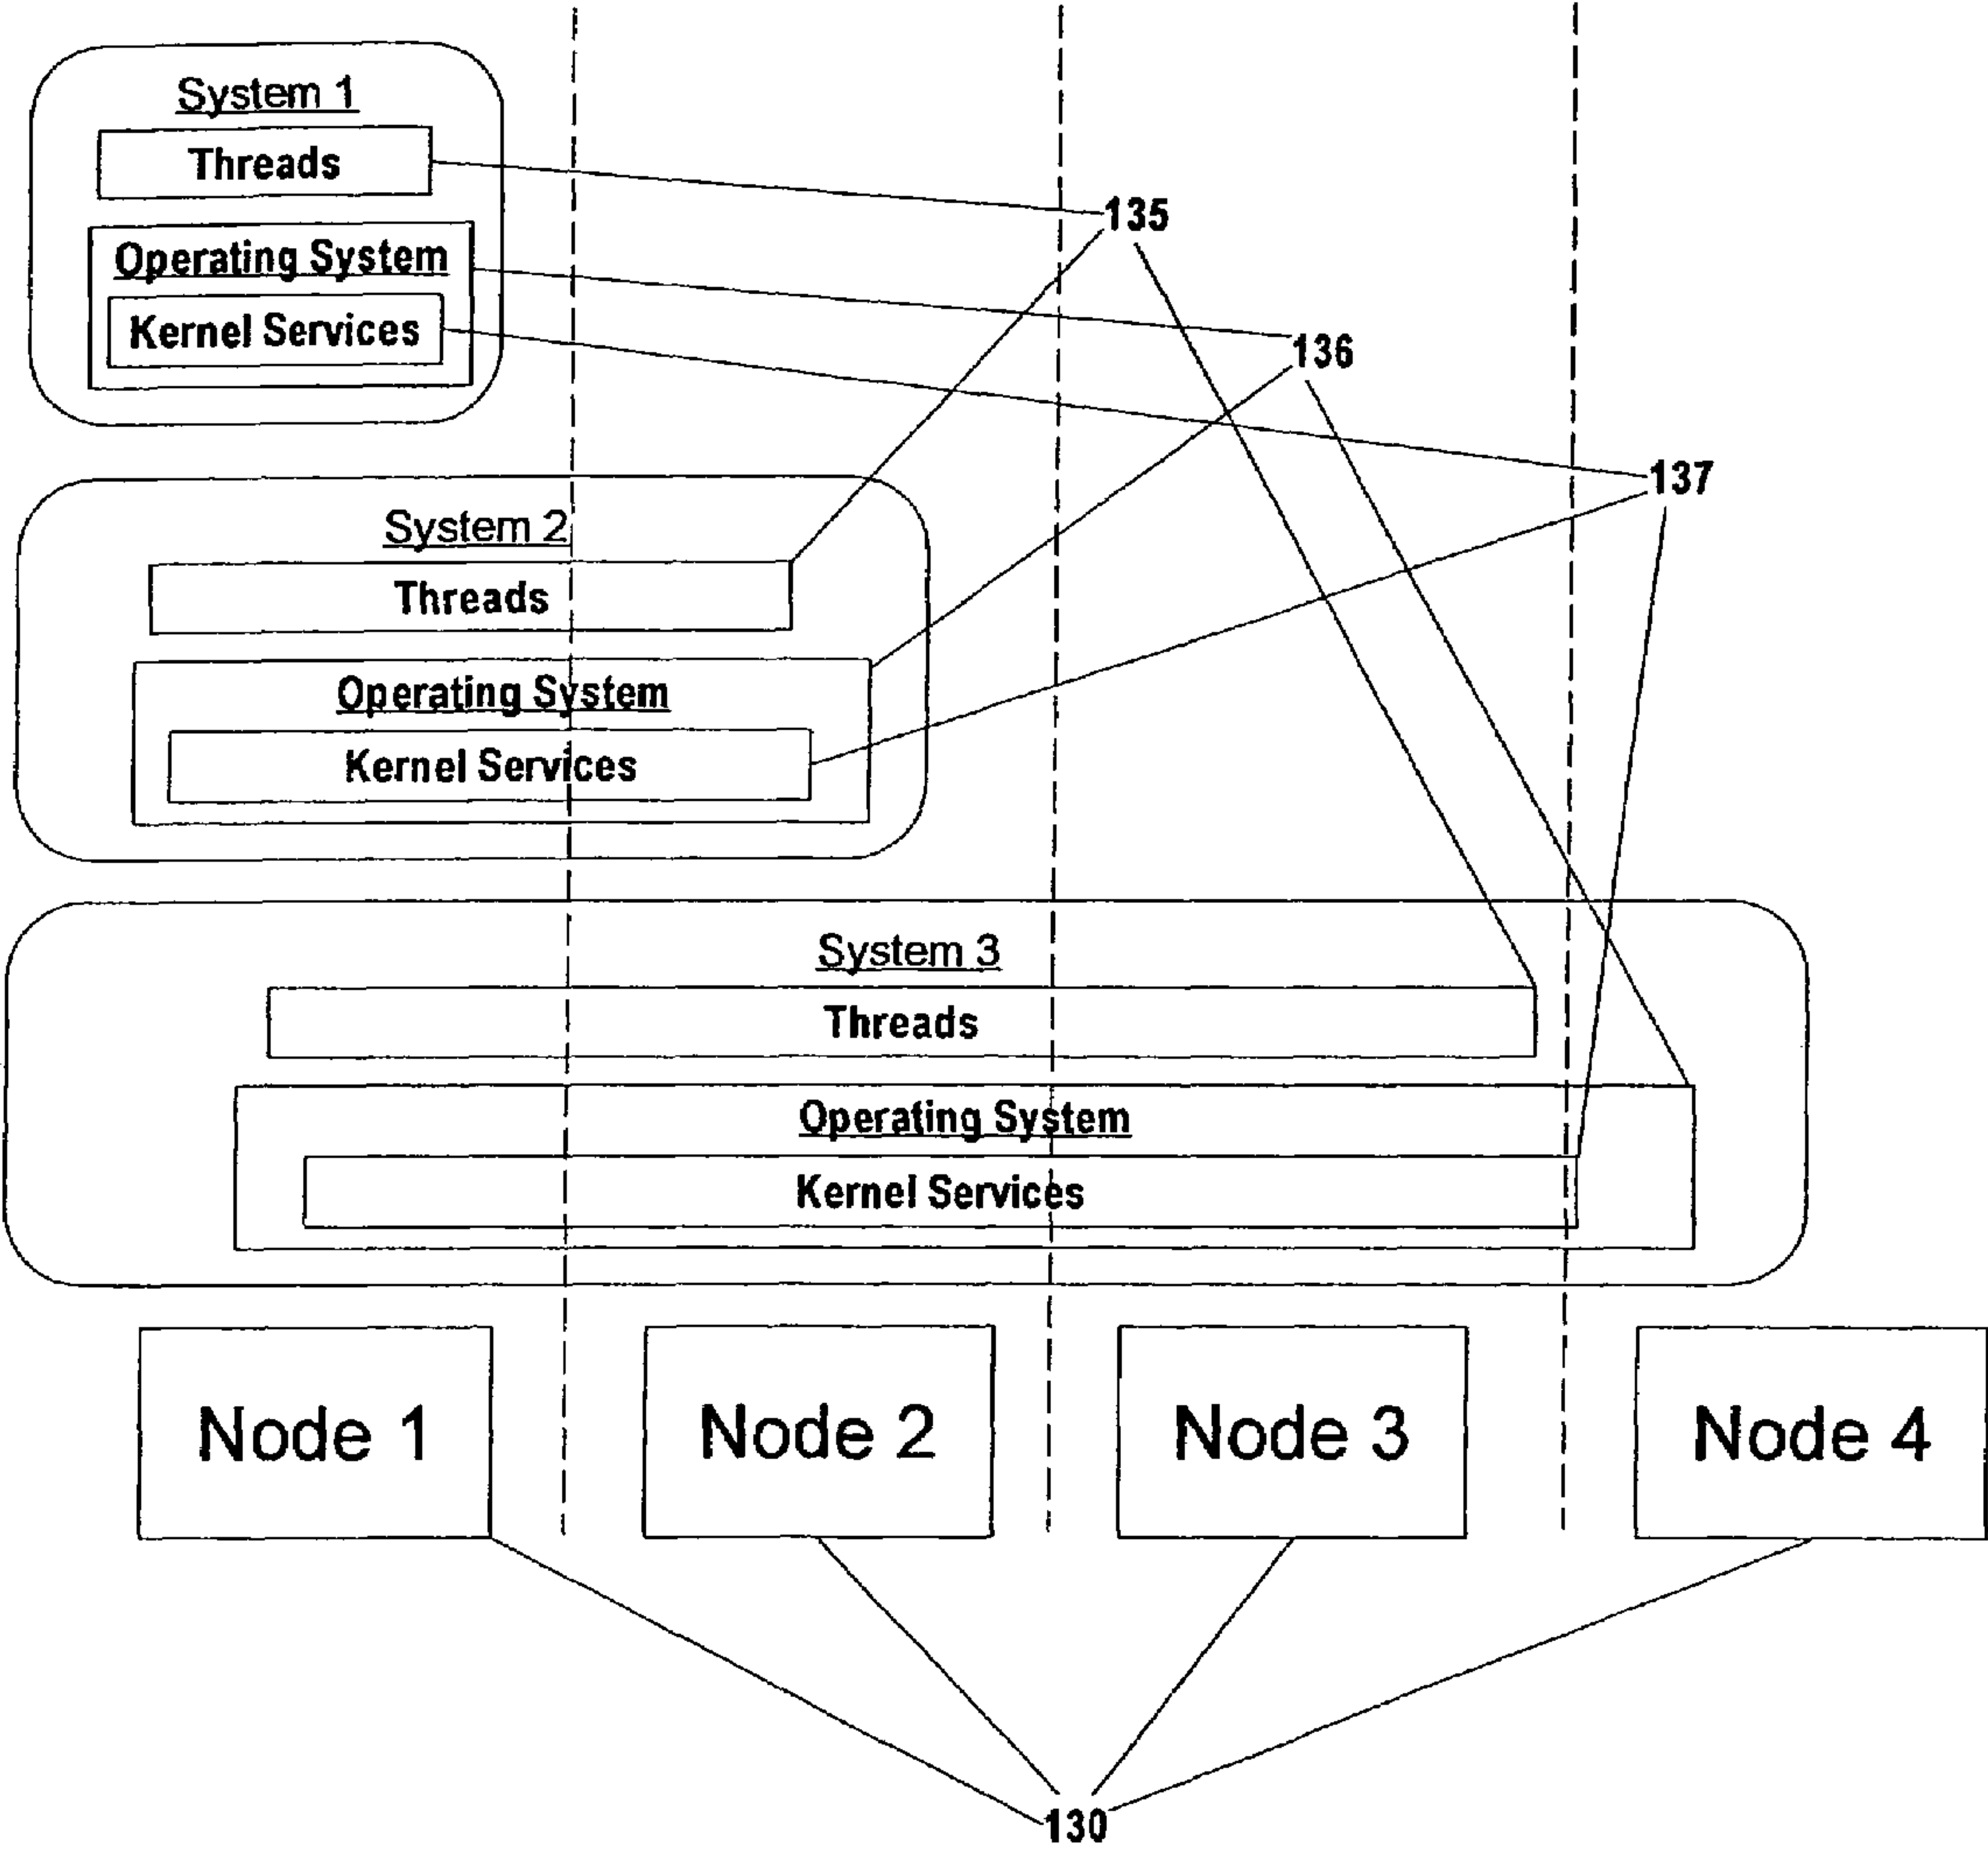 System 1
Threads
135
Operating System
Kernel Services
136
137
System 2
Threads
Operating System
Kernel Services
System 3
Threads
Operating System
Kernel Services
Node 1
Node 2
Node 3
Node 4
130